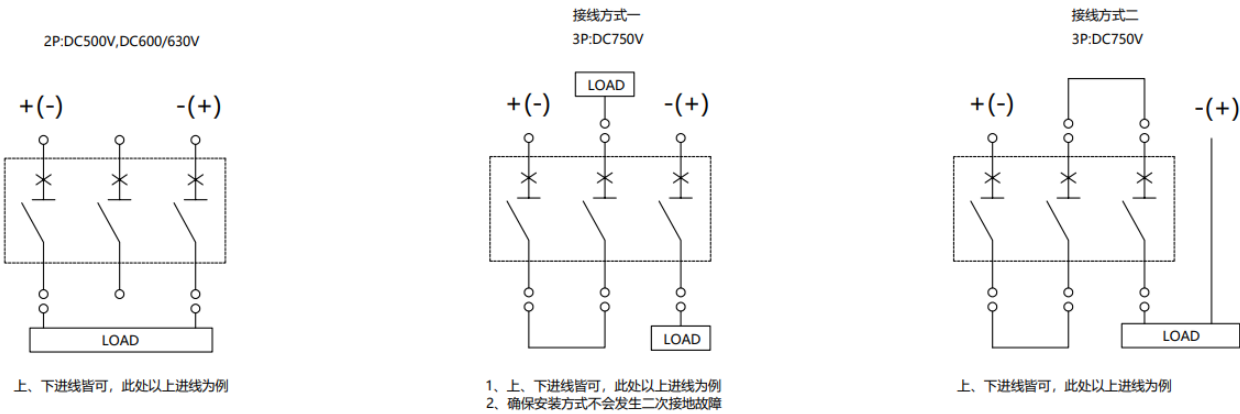 2P:DC500V,DC600/630V
+(-)
-(+)
LOAD
上、下进线皆可，此处以上进线为例
接线方式一
3P:DC750V
LOAD
+(-)
-(+)
LOAD
1、上、下进线皆可，此处以上进线为例
2、确保安装方式不会发生二次接地故障
接线方式二
3P:DC750V
+(-)
-(+)
LOAD
上、下进线皆可，此处以上进线为例